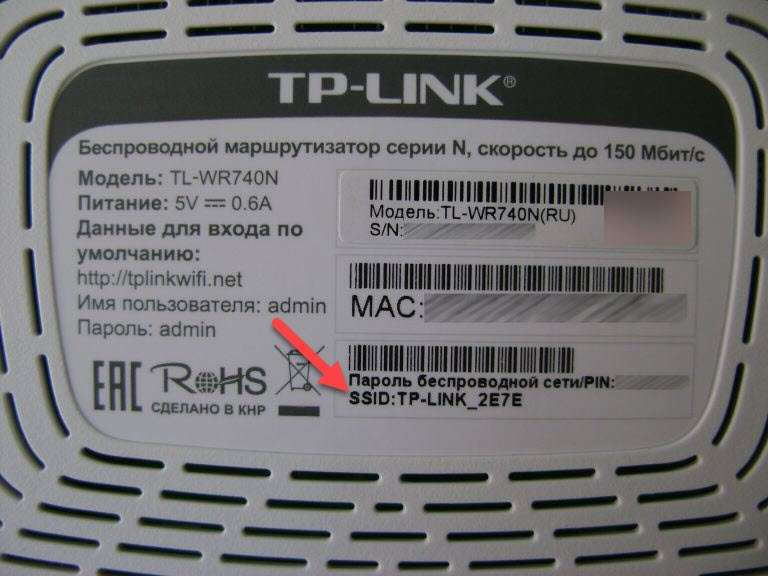 TP-LINK®
Беспроводной маршрутизатор серии N, скорость до 150 Мбит/с
Модель: TL-WR740N
Питание: 5V ⎓ 0.6A
Данные для входа по
умолчанию:
http://tplinkwifi.net
Имя пользователя: admin
Пароль: admin
EAC RoHS
СДЕЛАНО В КНР
Модель:TL-WR740N(RU)
S/N:
MAC:
Пароль беспроводной сети/PIN:
SSID:TP-LINK_2E7E